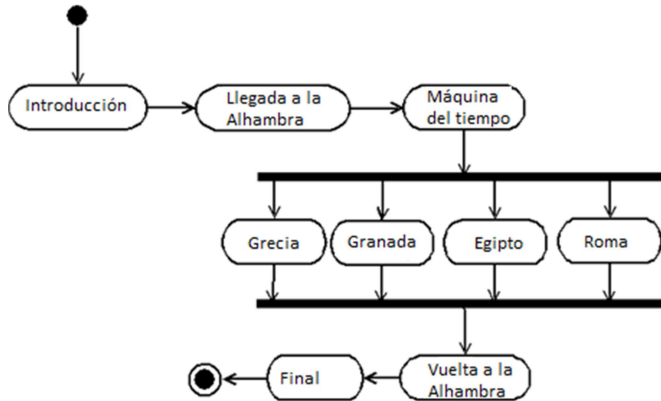 Introducción
Llegada a la
Alhambra
Máquina
del tiempo
Grecia
Granada
Egipto
Roma
Vuelta a la
Alhambra
Final